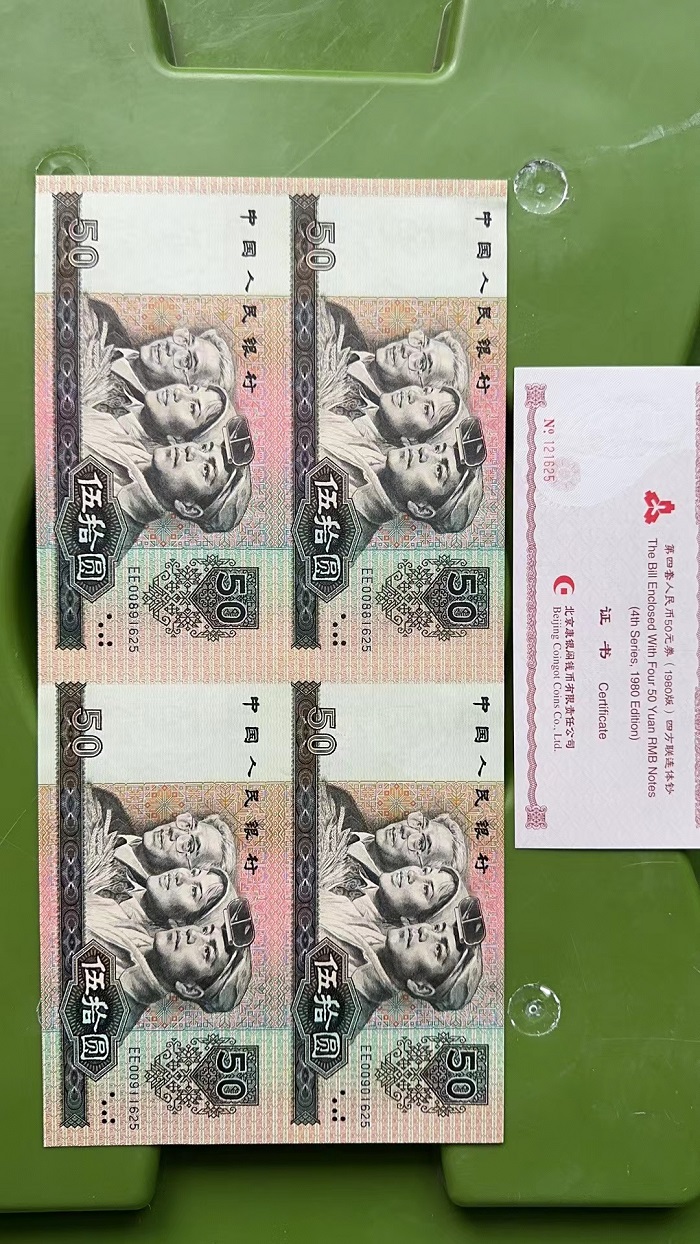 第四套人民币50元券（1980版）四方联连体钞
The Bill Enclosed With Four 50 Yuan RMB Notes
(4th Series, 1980 Edition)
证 书 Certificate
北京康银阁钱币有限责任公司
Beijing Coingot Coins Co., Ltd.
Nº 121625
中国人民银行
50
EE00881625
50
伍拾圆
中国人民银行
50
EE00901625
50
伍拾圆
中国人民银行
50
EE00891625
50
伍拾圆
中国人民银行
50
EE00911625
50
伍拾圆